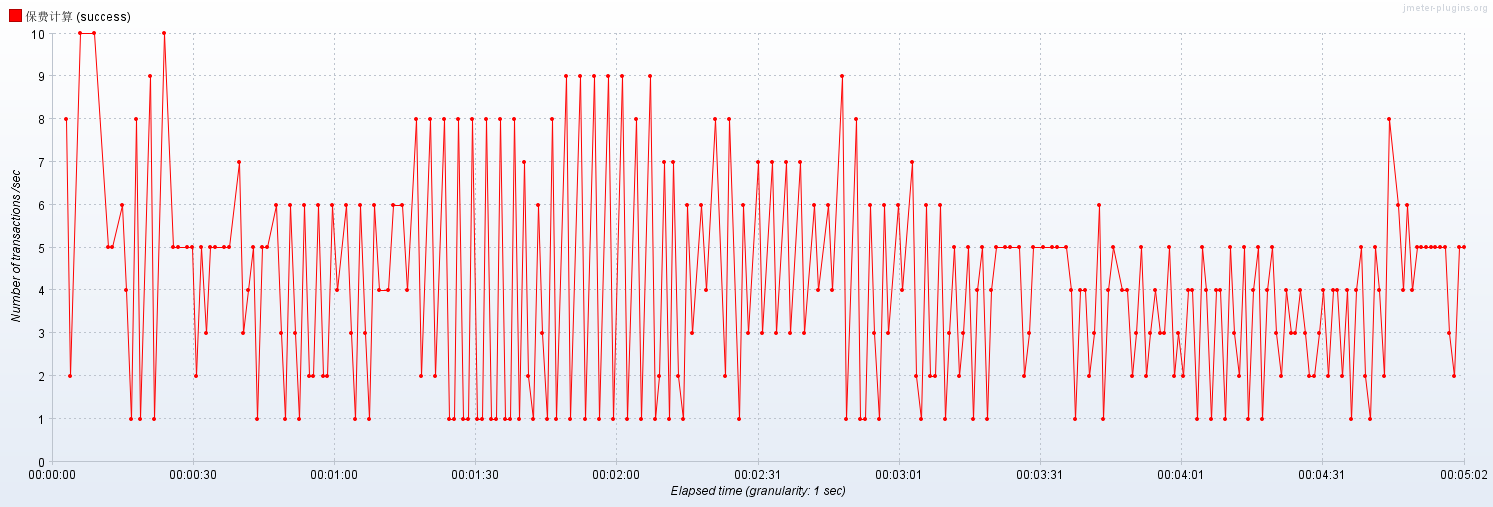 保费计算 (success)
jmeter-plugins.org
10
9
8
7
6
5
4
3
2
1
0
Number of transactions /sec
00:00:00 00:00:30 00:01:00 00:01:30 00:02:00 00:02:31 00:03:01 00:03:31 00:04:01 00:04:31 00:05:02
Elapsed time (granularity: 1 sec)